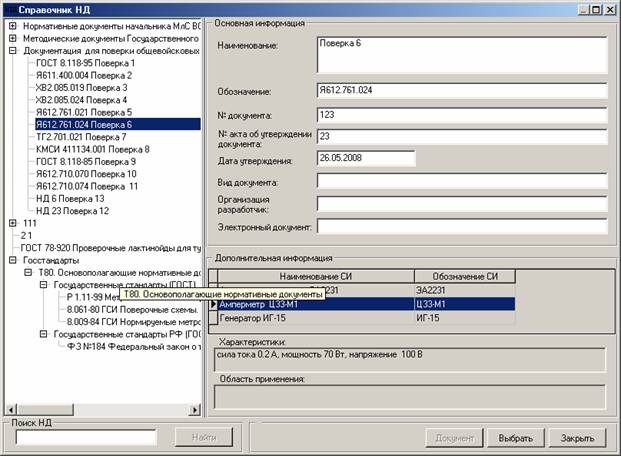 Справочник НД
Нормативные документы начальника МлС ВС
Методические документы Государственного
Документация для поверки общевойсковых
ГОСТ 8.118-95 Поверка 1
Я611.400.004 Поверка 2
ХВ2.085.019 Поверка 3
ХВ2.085.024 Поверка 4
Я612.761.021 Поверка 5
Я612.761.024 Поверка 6
ТГ2.701.021 Поверка 7
КМСИ 411134.001 Поверка 8
ГОСТ 8.118-85 Поверка 9
Я612.710.070 Поверка 10
Я612.710.074 Поверка 11
НД 6 Поверка 13
НД 23 Поверка 12
111
2 1
ГОСТ 78-920 Проверочные лактинойды для ту
Госстандарты
Т80. Основополагающие нормативные до
Государственные стандарты (ГОСТ)
Р 1.11-99 Мет
Т80. Основополагающие нормативные документы
8.061-80 ГСИ Поверочные схемы.
8.009-84 ГСИ Нормируемые метро
Государственные стандарты РФ (ГОС
ФЗ №184 Федеральный закон о т
Поиск НД
Найти
Основная информация
Наименование:
Поверка 6
Обозначение:
Я612.761.024
№ документа:
123
№ акта об утверждении документа:
23
Дата утверждения:
26.05.2008
Вид документа:
Организация разработчик:
Электронный документ:
Дополнительная информация
Наименование СИ
Обозначение СИ
ЭА2231
ЭА2231
Амперметр Ц33-М1
Ц33-М1
Генератор ИГ-15
ИГ-15
Характеристики:
сила тока 0.2 А, мощность 70 Вт, напряжение 100 В
Область применения:
Документ
Выбрать
Закрыть